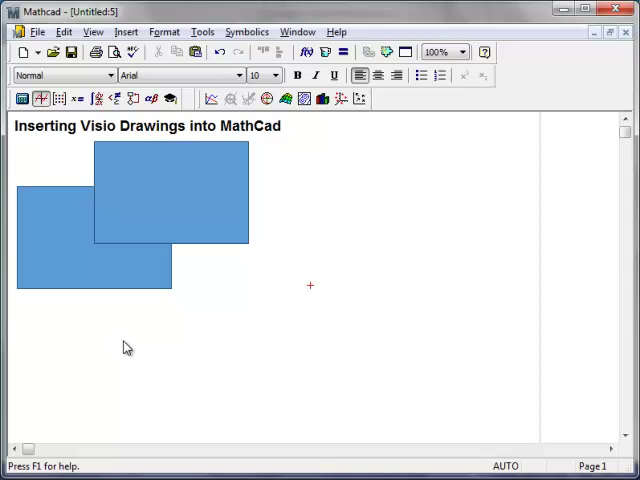 Mathcad - [Untitled:5]
File Edit View Insert Format Tools Symbolics Window Help
100%
Normal Arial 10 B I U
Inserting Visio Drawings into MathCad
Press F1 for help. AUTO Page 1